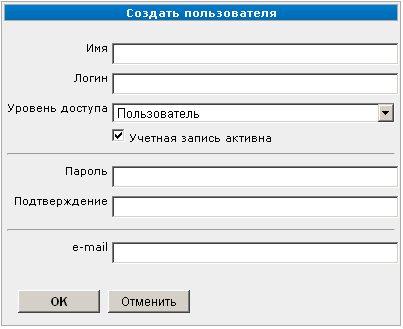 Создать пользователя
Имя
Логин
Уровень доступа Пользователь
Учетная запись активна
Пароль
Подтверждение
e-mail
OK Отменить